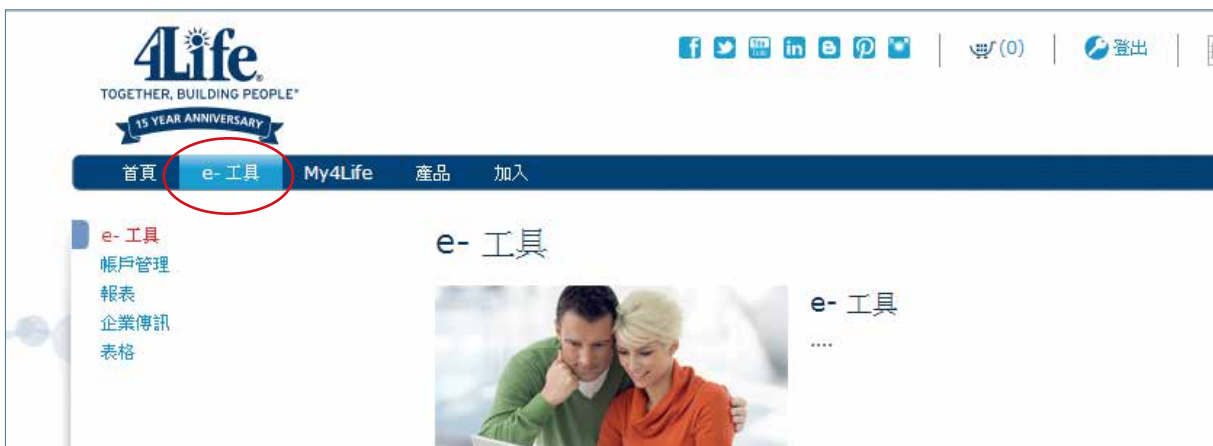 4Life®
TOGETHER, BUILDING PEOPLE®
15 YEAR ANNIVERSARY
(0) 登出
首頁 e- 工具 My4Life 產品 加入
e- 工具
帳戶管理
報表
企業傳訊
表格
e- 工具
e- 工具
....